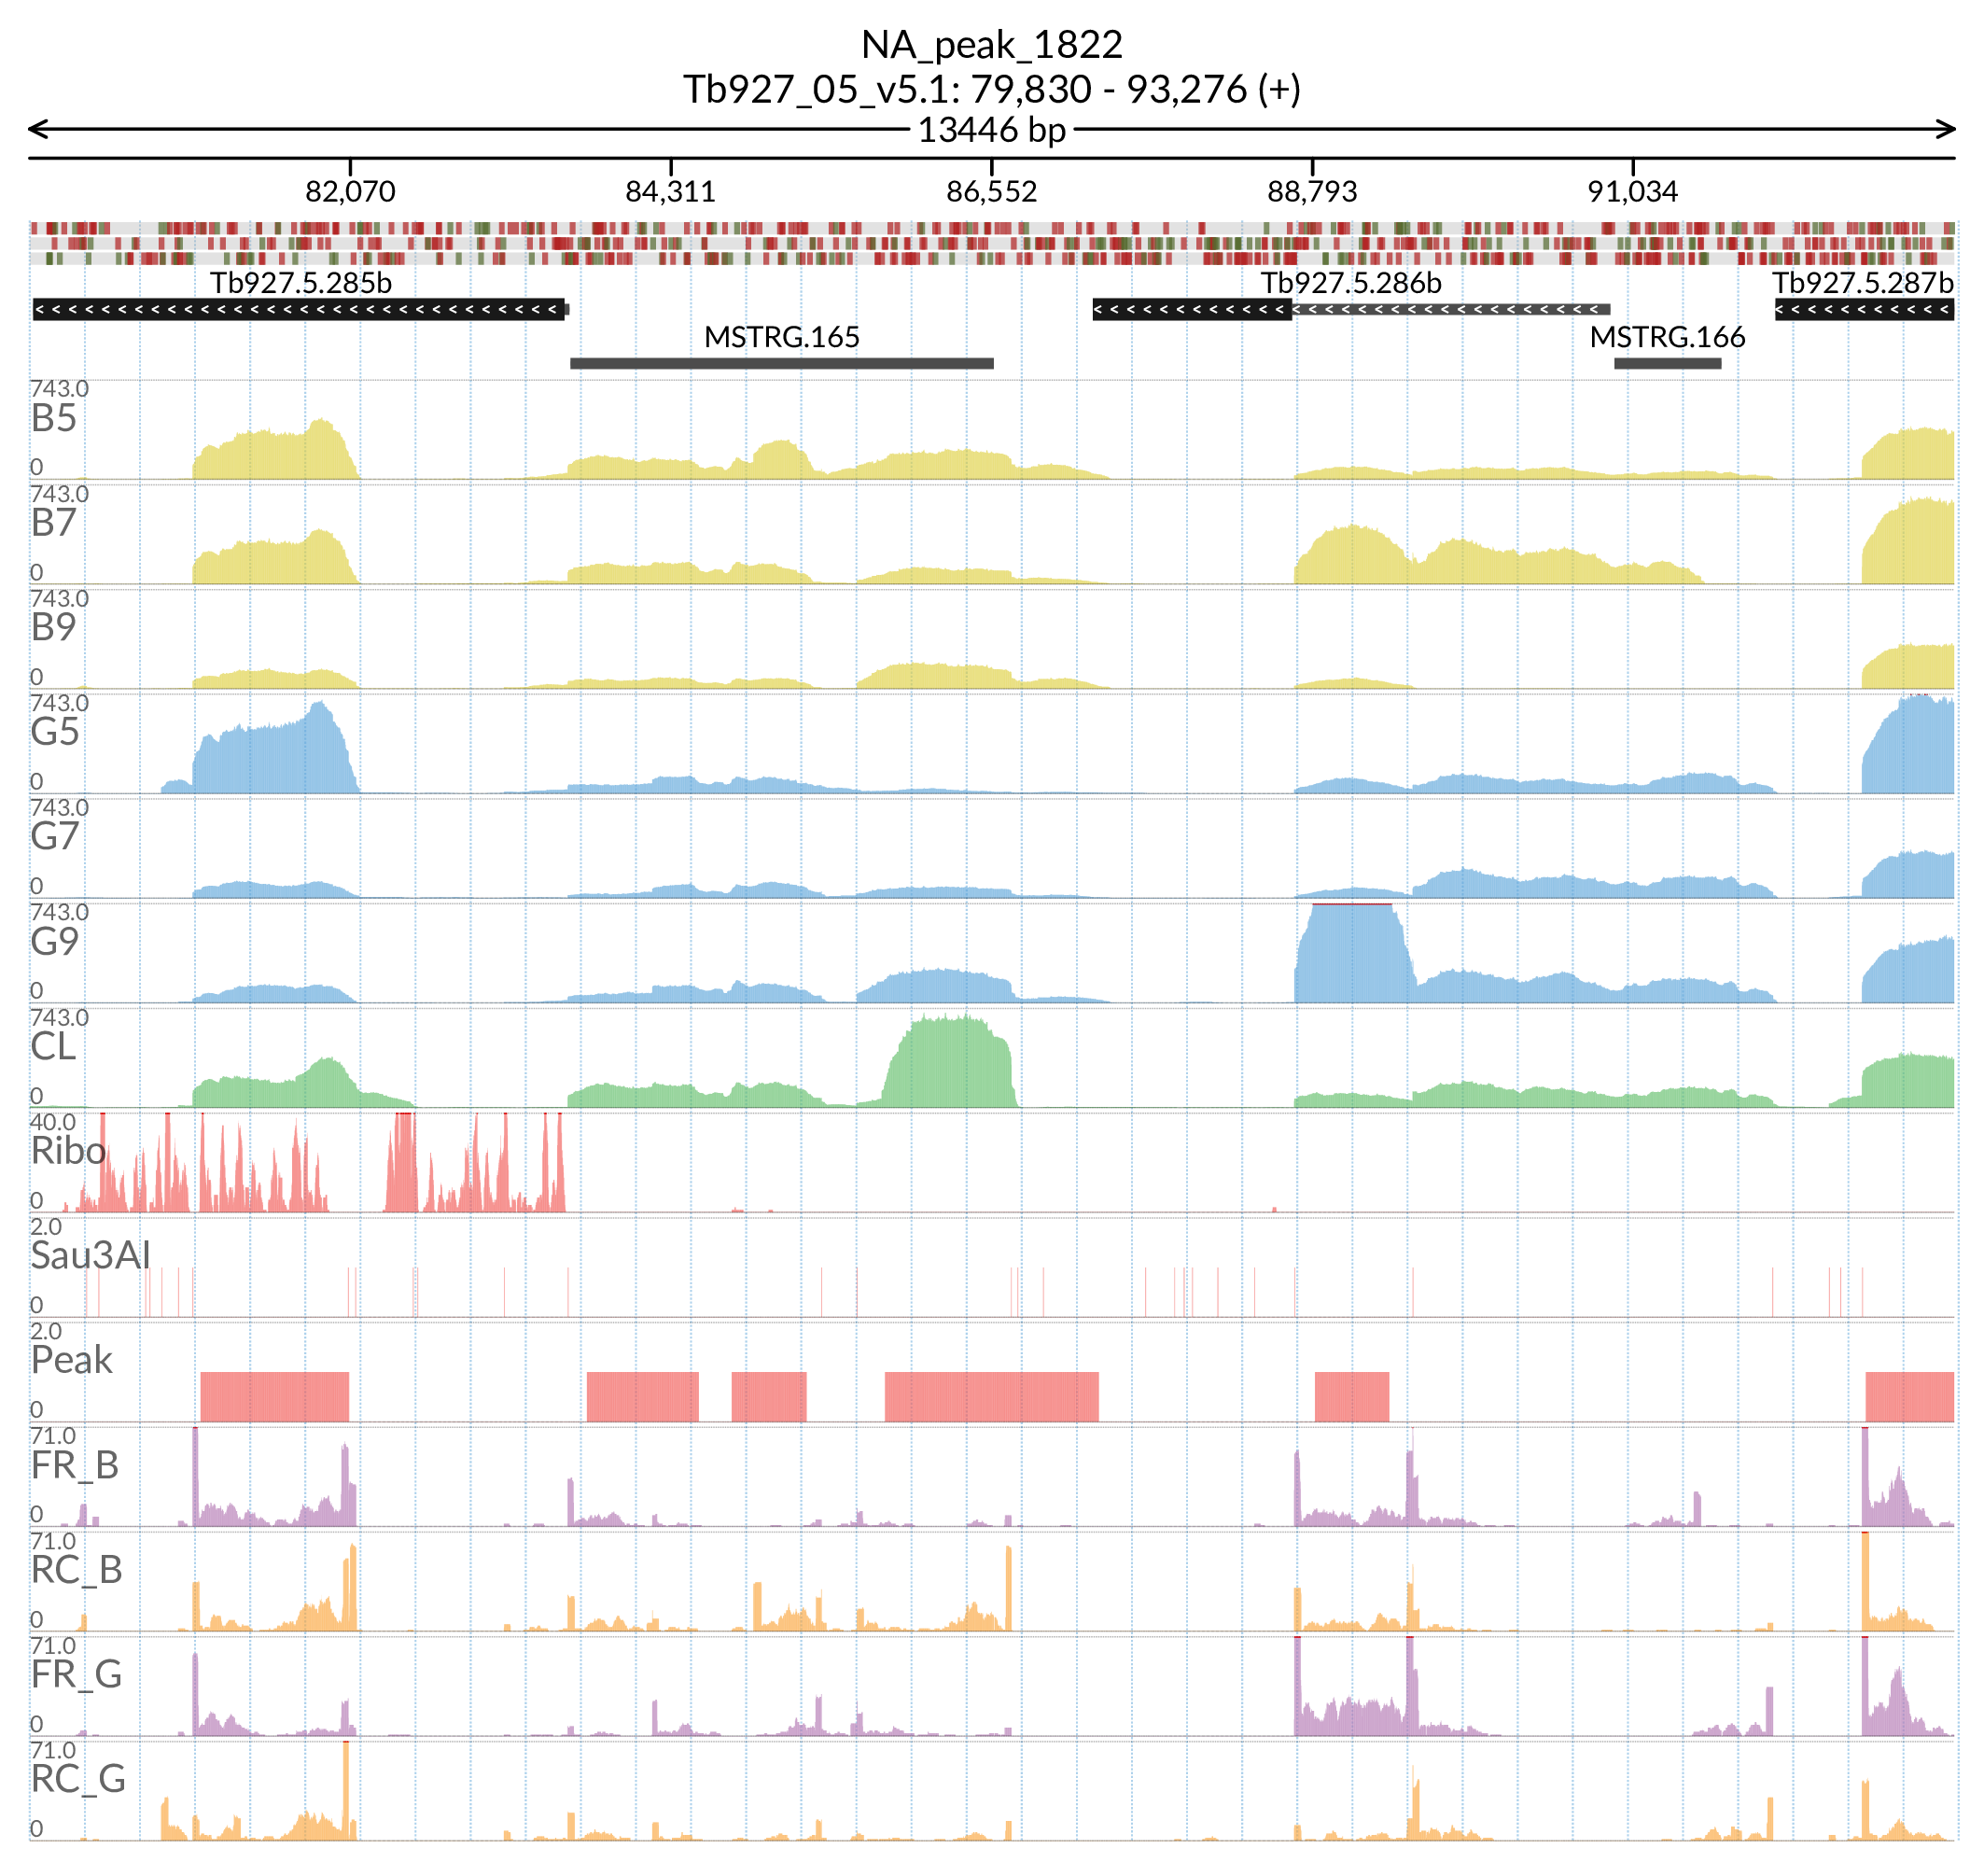 NA_peak_1822
Tb927_05_v5.1: 79,830 - 93,276 (+)
13446 bp
82,070 84,311 86,552 88,793 91,034
Tb927.5.285b Tb927.5.286b Tb927.5.287b
MSTRG.165 MSTRG.166
743.0
B5
0
743.0
B7
0
743.0
B9
0
743.0
G5
0
743.0
G7
0
743.0
G9
0
743.0
CL
0
40.0
Ribo
0
2.0
Sau3AI
0
2.0
Peak
0
71.0
FR_B
0
71.0
RC_B
0
71.0
FR_G
0
71.0
RC_G
0